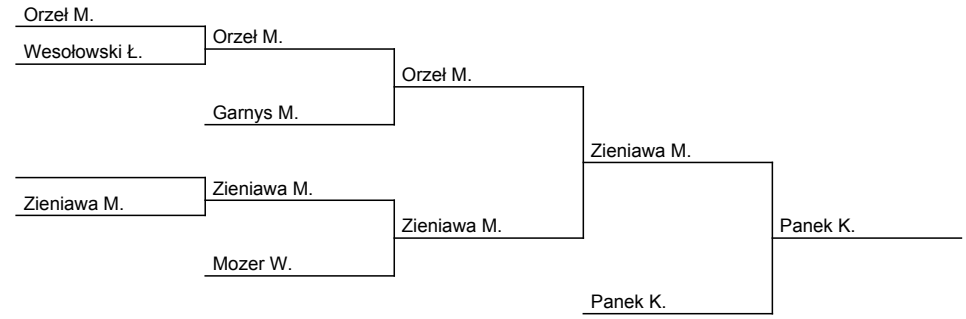 Orzeł M.
Wesołowski Ł.
Orzeł M.
Orzeł M.
Garnys M.
Zieniawa M.
Zieniawa M.
Zieniawa M.
Zieniawa M.
Panek K.
Mozer W.
Panek K.